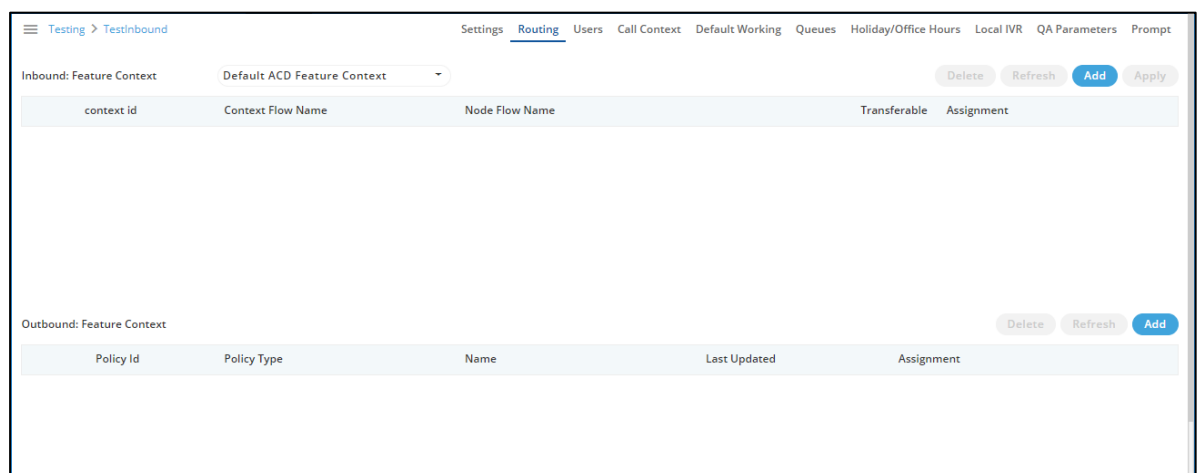 Testing > TestInbound Settings Routing Users Call Context Default Working Queues Holiday/Office Hours Local IVR QA Parameters Prompt
Inbound: Feature Context Default ACD Feature Context Delete Refresh Add Apply
context id Context Flow Name Node Flow Name Transferable Assignment
Outbound: Feature Context Delete Refresh Add
Policy Id Policy Type Name Last Updated Assignment